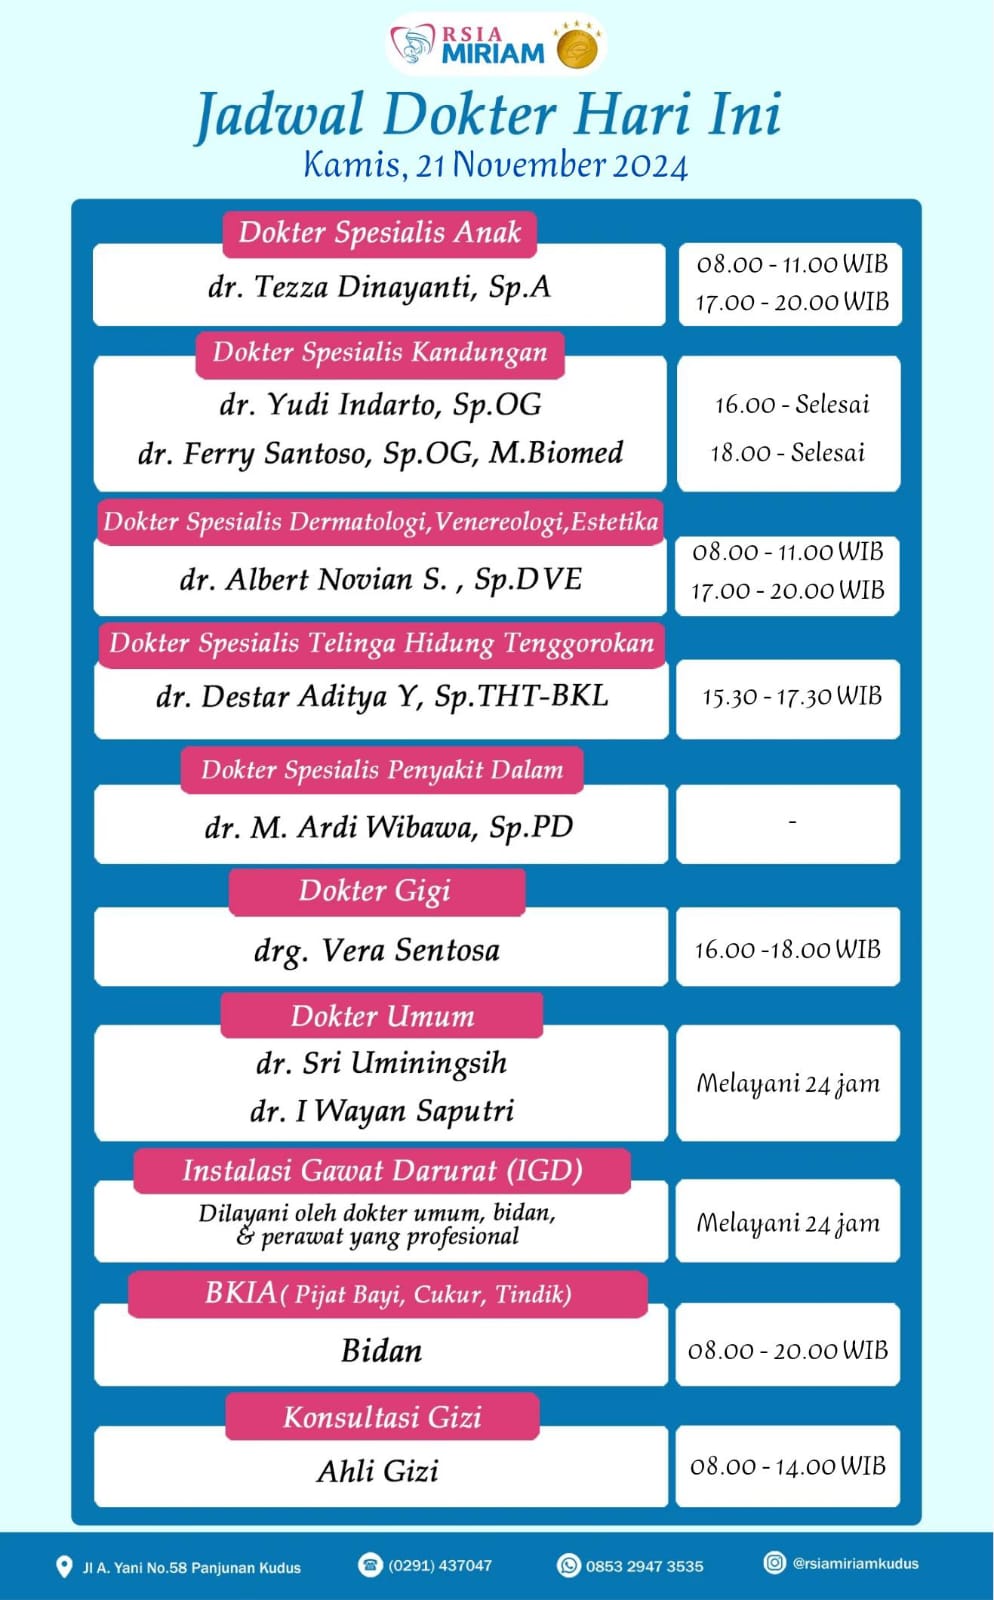 RSIA
MIRIAM
Jadwal Dokter Hari Ini
Kamis, 21 November 2024
Dokter Spesialis Anak
dr. Tezza Dinayanti, Sp.A
08.00 - 11.00 WIB
17.00 - 20.00 WIB
Dokter Spesialis Kandungan
dr. Yudi Indarto, Sp.OG
16.00 - Selesai
dr. Ferry Santoso, Sp.OG, M.Biomed
18.00 - Selesai
Dokter Spesialis Dermatologi,Venereologi,Estetika
dr. Albert Novian S. , Sp.DVE
08.00 - 11.00 WIB
17.00 - 20.00 WIB
Dokter Spesialis Telinga Hidung Tenggorokan
dr. Destar Aditya Y, Sp.THT-BKL
15.30 - 17.30 WIB
Dokter Spesialis Penyakit Dalam
dr. M. Ardi Wibawa, Sp.PD
-
Dokter Gigi
drg. Vera Sentosa
16.00 -18.00 WIB
Dokter Umum
dr. Sri Uminingsih
dr. I Wayan Saputri
Melayani 24 jam
Instalasi Gawat Darurat (IGD)
Dilayani oleh dokter umum, bidan,
& perawat yang profesional
Melayani 24 jam
BKIA( Pijat Bayi, Cukur, Tindik)
Bidan
08.00 - 20.00 WIB
Konsultasi Gizi
Ahli Gizi
08.00 - 14.00 WIB
Jl A. Yani No.58 Panjunan Kudus
(0291) 437047
0853 2947 3535
@rsiamiriamkudus